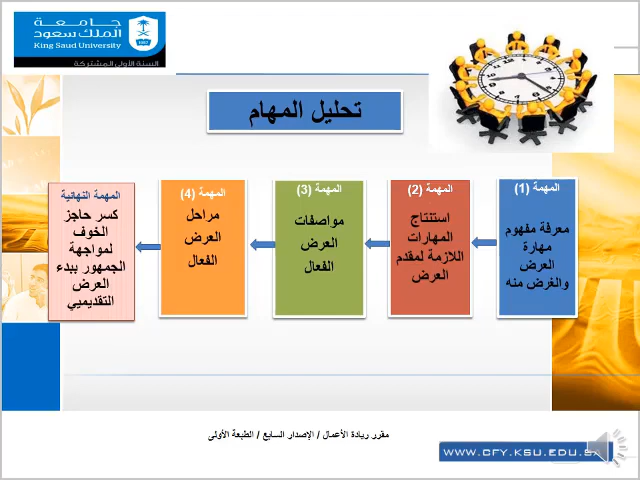 جامعة
الملك سعود
King Saud University
السنة الأولى المشتركة
تحليل المهام
المهمة (1)
معرفة مفهوم
مهارة
العرض
والغرض منه
المهمة (2)
استنتاج
المهارات
اللازمة لمقدم
العرض
المهمة (3)
مواصفات
العرض
الفعال
المهمة (4)
مراحل
العرض
الفعال
المهمة النهائية
كسر حاجز
الخوف
لمواجهة
الجمهور ببدء
العرض
التقديمي
مقرر ريادة الأعمال / الإصدار السابع / الطبعة الأولى
WWW.CFY.KSU.EDU.SA